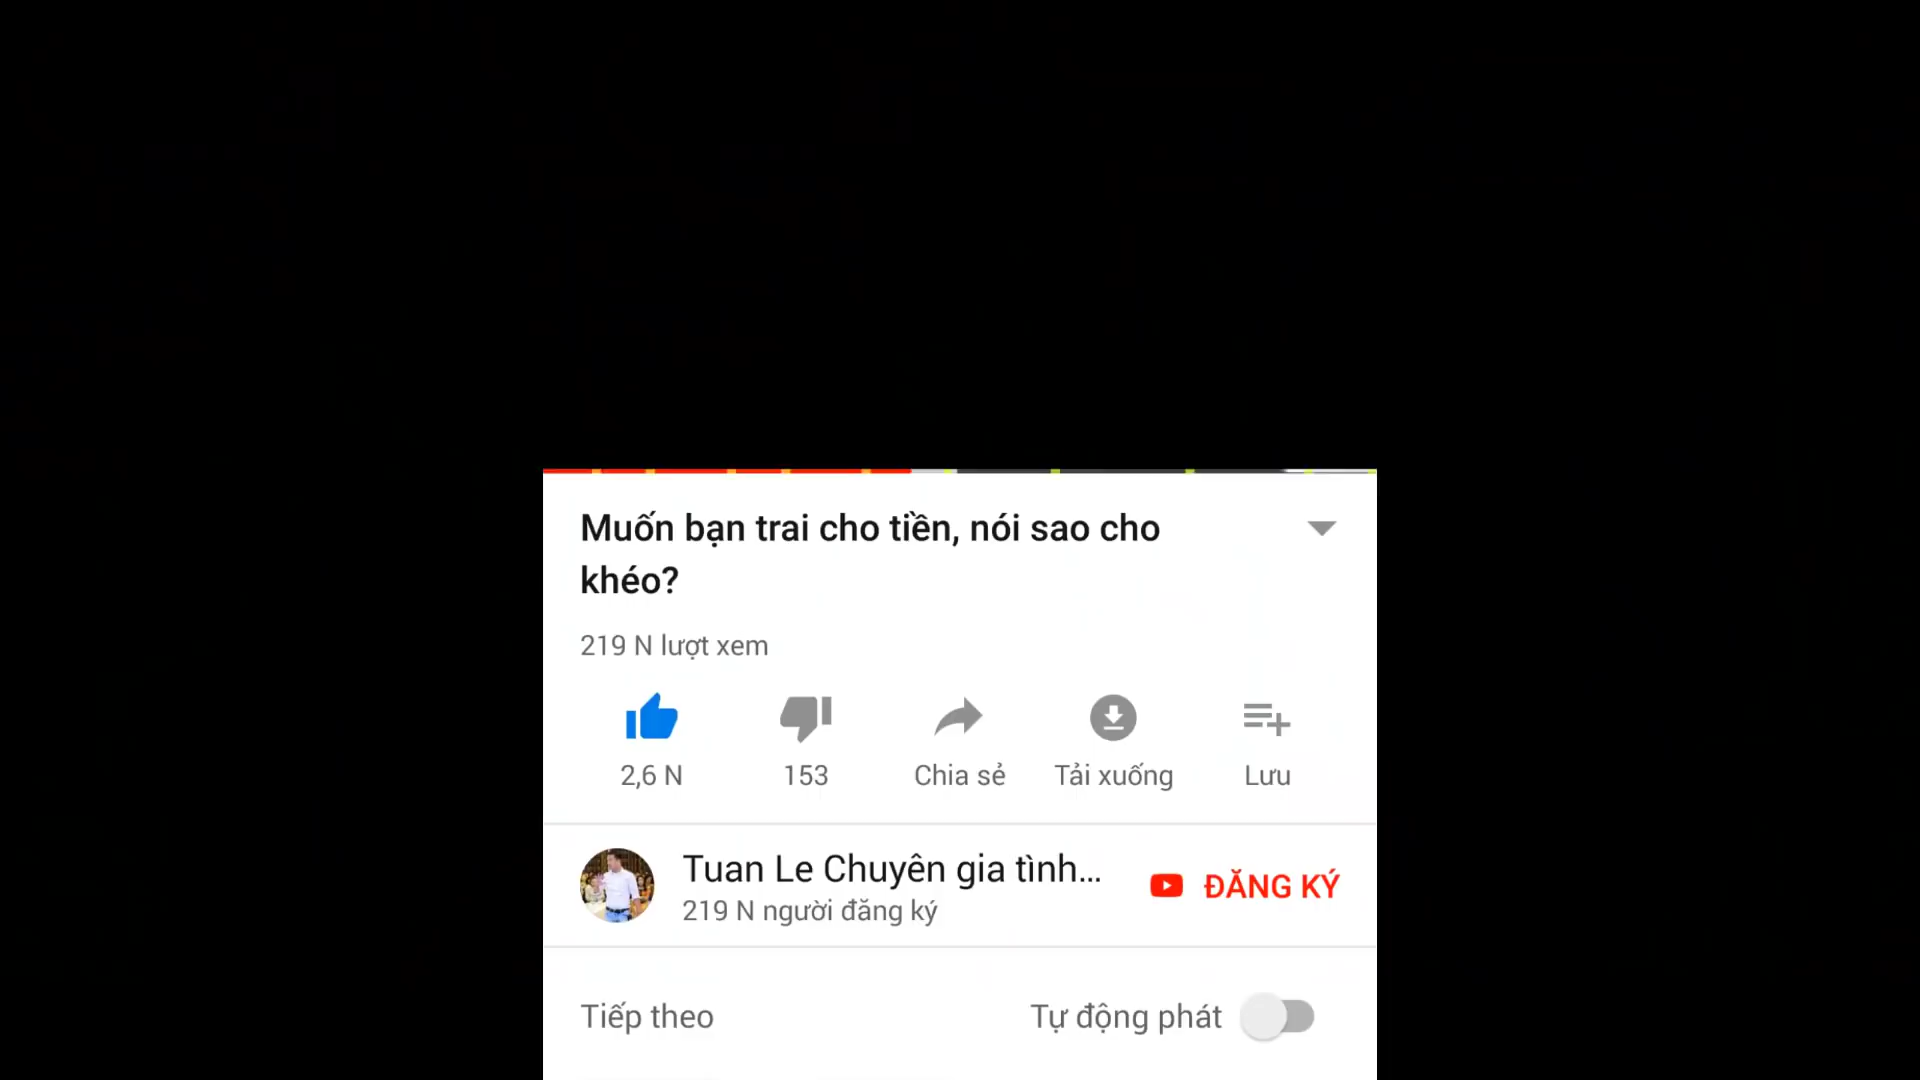 Muốn bạn trai cho tiền, nói sao cho
khéo?
219 N lượt xem
2,6 N
153
Chia sẻ
Tải xuống
Lưu
Tuan Le Chuyên gia tình...
219 N người đăng ký
ĐĂNG KÝ
Tiếp theo
Tự động phát